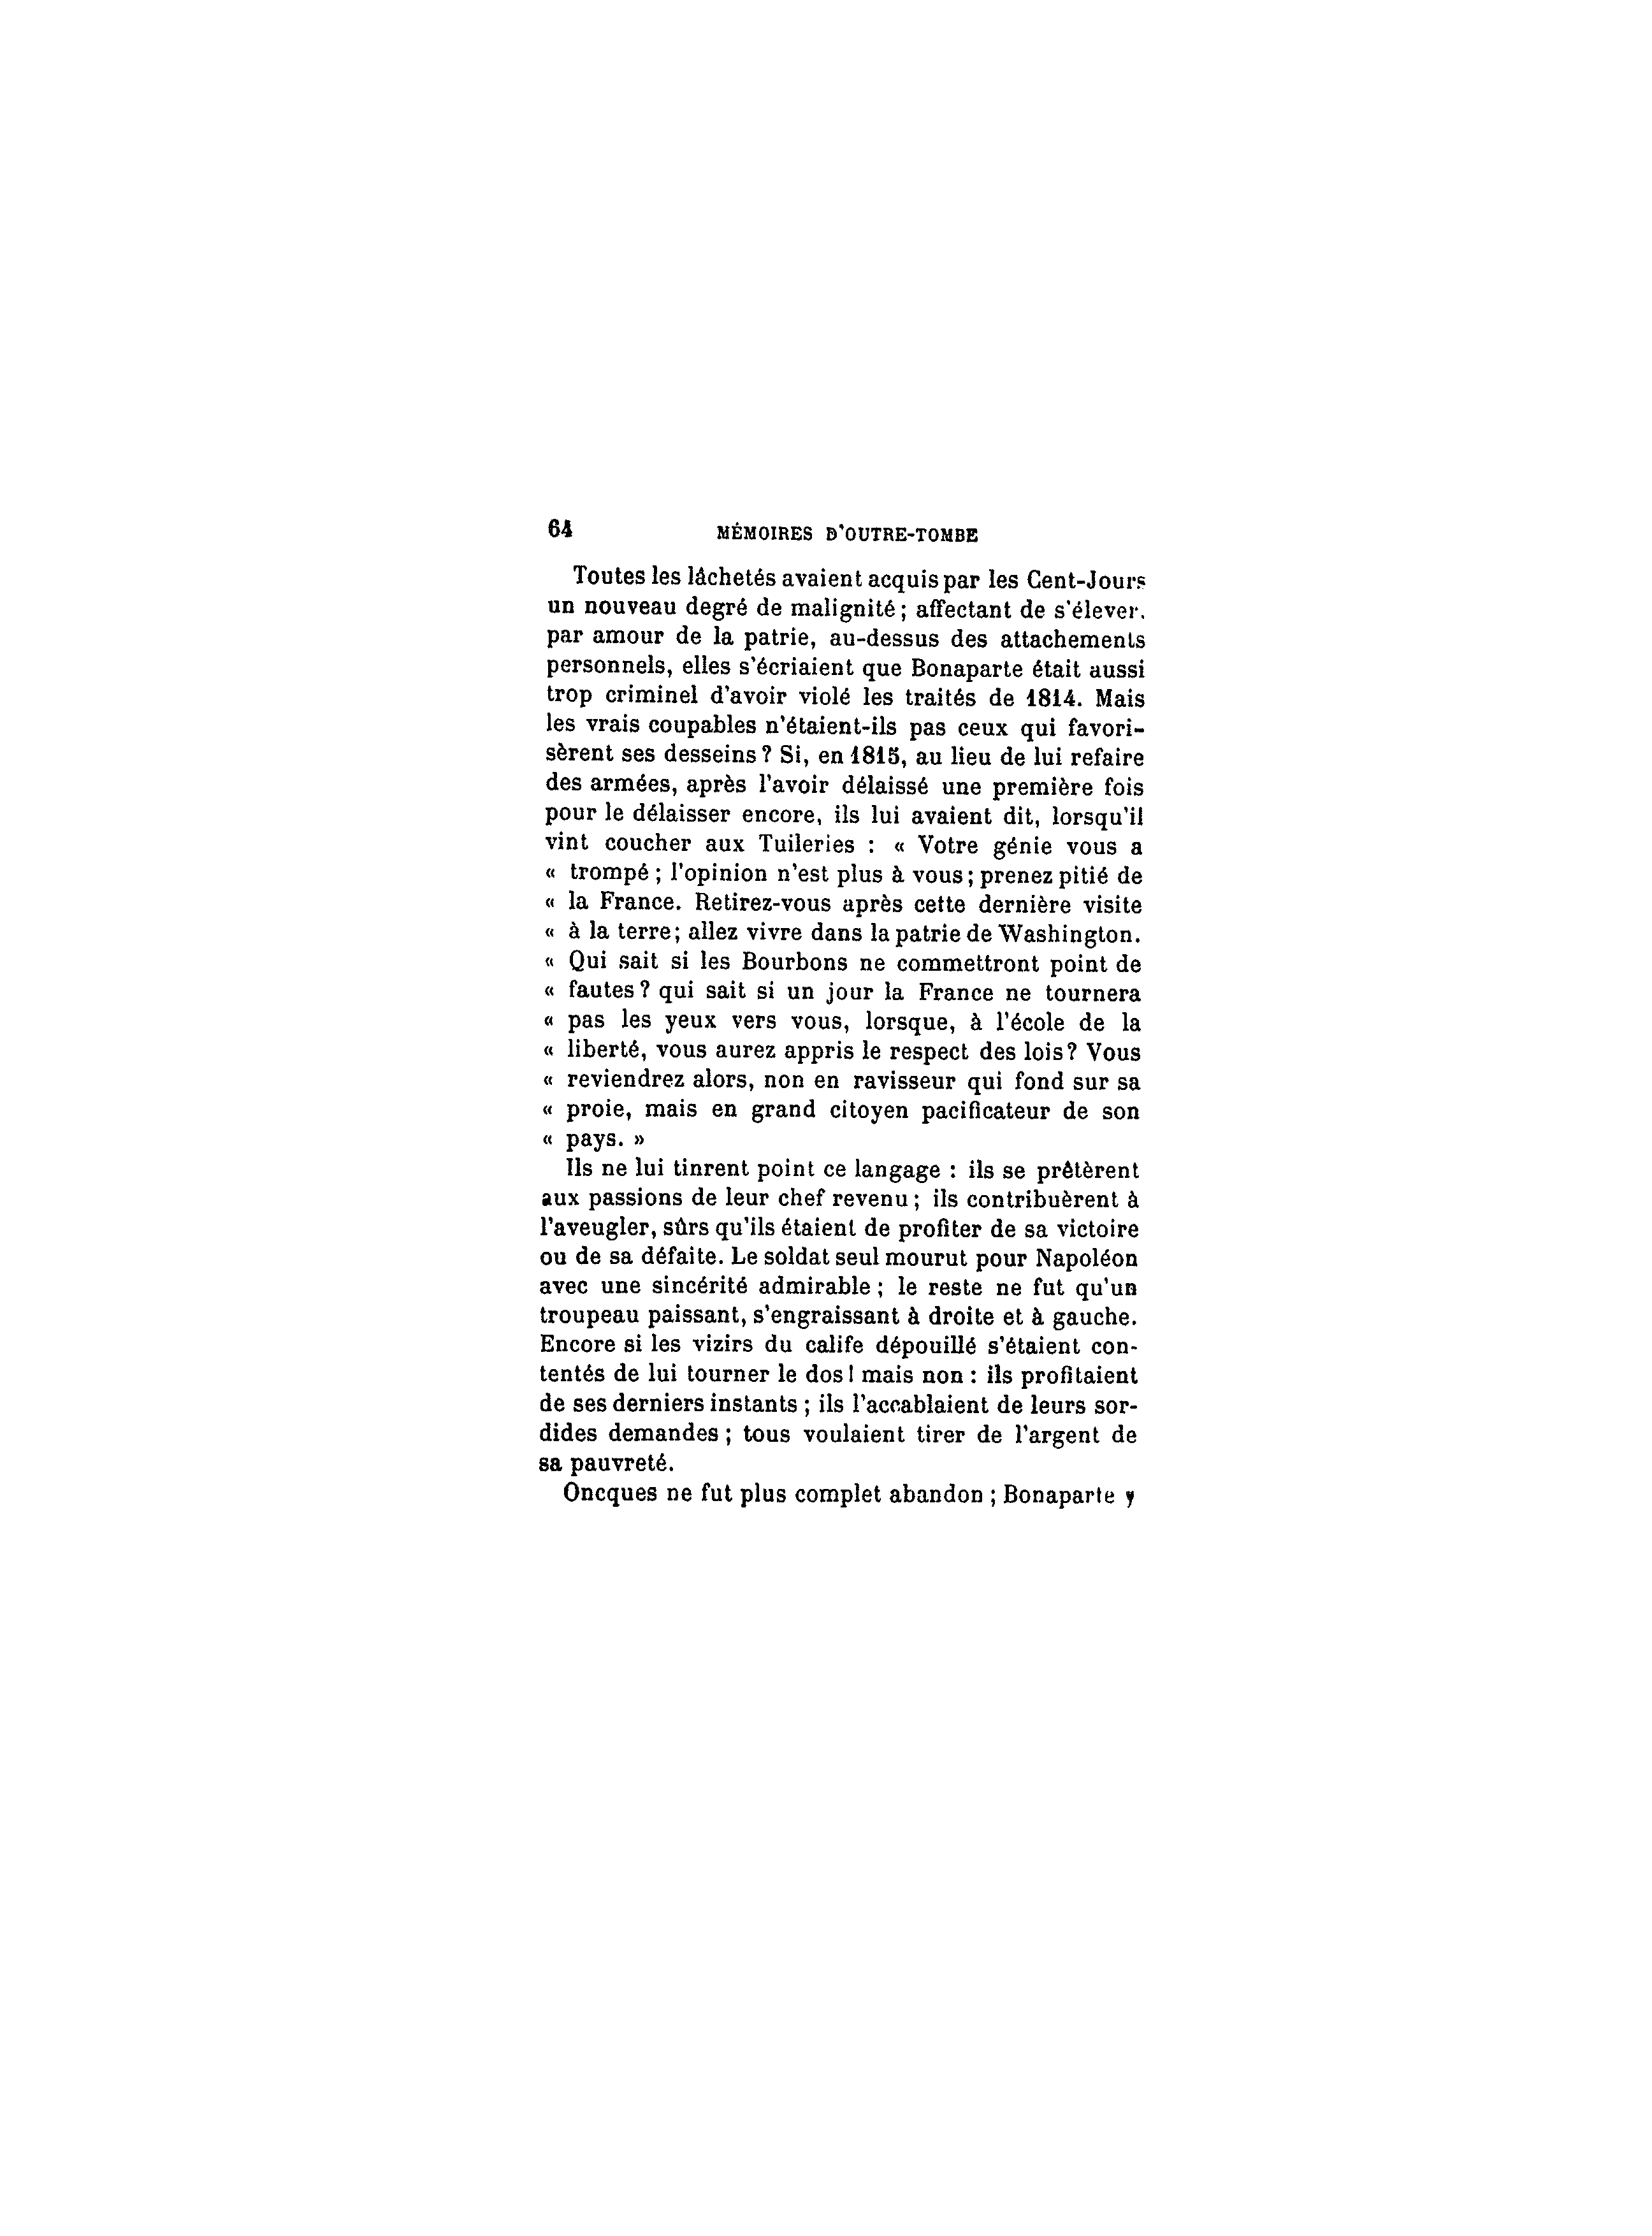 64 MÉMOIRES D'OUTRE-TOMBE
Toutes les lâchetés avaient acquis par les Cent-Jours
un nouveau degré de malignité ; affectant de s'élever.
par amour de la patrie, au-dessus des attachements
personnels, elles s'écriaient que Bonaparte était aussi
trop criminel d'avoir violé les traités de 1814. Mais
les vrais coupables n'étaient-ils pas ceux qui favori-
sèrent ses desseins ? Si, en 1815, au lieu de lui refaire
des armées, après l'avoir délaissé une première fois
pour le délaisser encore, ils lui avaient dit, lorsqu'il
vint coucher aux Tuileries : « Votre génie vous a
« trompé ; l'opinion n'est plus à vous ; prenez pitié de
« la France. Retirez-vous après cette dernière visite
« à la terre ; allez vivre dans la patrie de Washington.
« Qui sait si les Bourbons ne commettront point de
« fautes ? qui sait si un jour la France ne tournera
« pas les yeux vers vous, lorsque, à l'école de la
« liberté, vous aurez appris le respect des lois ? Vous
« reviendrez alors, non en ravisseur qui fond sur sa
« proie, mais en grand citoyen pacificateur de son
« pays. »
Ils ne lui tinrent point ce langage : ils se prêtèrent
aux passions de leur chef revenu ; ils contribuèrent à
l'aveugler, sûrs qu'ils étaient de profiter de sa victoire
ou de sa défaite. Le soldat seul mourut pour Napoléon
avec une sincérité admirable ; le reste ne fut qu'un
troupeau paissant, s'engraissant à droite et à gauche.
Encore si les vizirs du calife dépouillé s'étaient con-
tentés de lui tourner le dos ! mais non : ils profitaient
de ses derniers instants ; ils l'accablaient de leurs sor-
dides demandes ; tous voulaient tirer de l'argent de
sa pauvreté.
Oncques ne fut plus complet abandon ; Bonaparte y